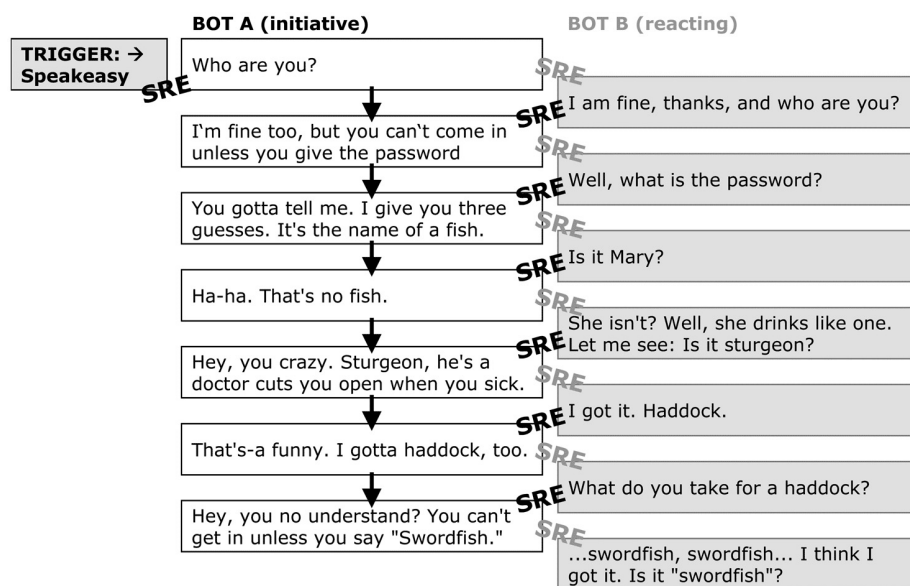 BOT A (initiative)
BOT B (reacting)
TRIGGER: →
Speakeasy
SRE
Who are you?
SRE
I am fine, thanks, and who are you?
SRE
I'm fine too, but you can't come in
unless you give the password
SRE
Well, what is the password?
SRE
You gotta tell me. I give you three
guesses. It's the name of a fish.
SRE
Is it Mary?
SRE
Ha-ha. That's no fish.
SRE
She isn't? Well, she drinks like one.
Let me see: Is it sturgeon?
SRE
Hey, you crazy. Sturgeon, he's a
doctor cuts you open when you sick.
SRE
I got it. Haddock.
SRE
That's-a funny. I gotta haddock, too.
SRE
What do you take for a haddock?
SRE
Hey, you no understand? You can't
get in unless you say "Swordfish."
SRE
...swordfish, swordfish... I think I
got it. Is it "swordfish"?